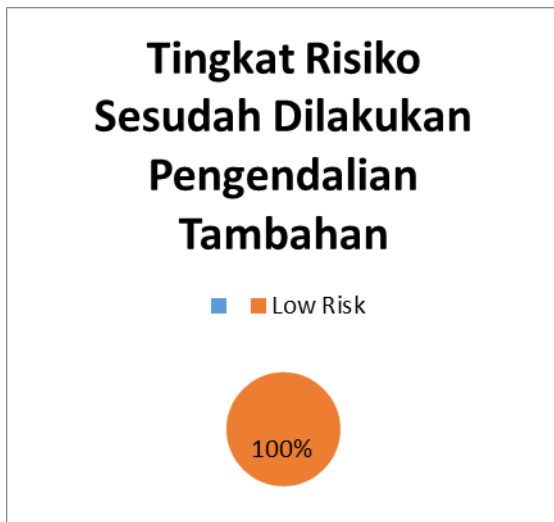 Tingkat Risiko
Sesudah Dilakukan
Pengendalian
Tambahan
Low Risk
100%